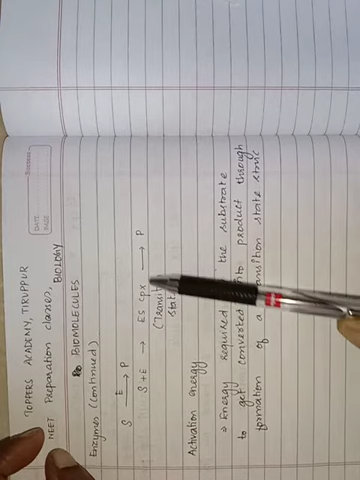 TOPPERS ACADEMY, TIRUPPUR
NEET Preparation classes,
BIOLOGY
BIOMOLECULES
Enzymes (continued)
→ S —E→ P
S + E → ES cpx → P
(Transit
stat
Activation energy
⇒ Energy required the substrate
to get converted to product through
formation of a transition state struc
DATE
PAGE